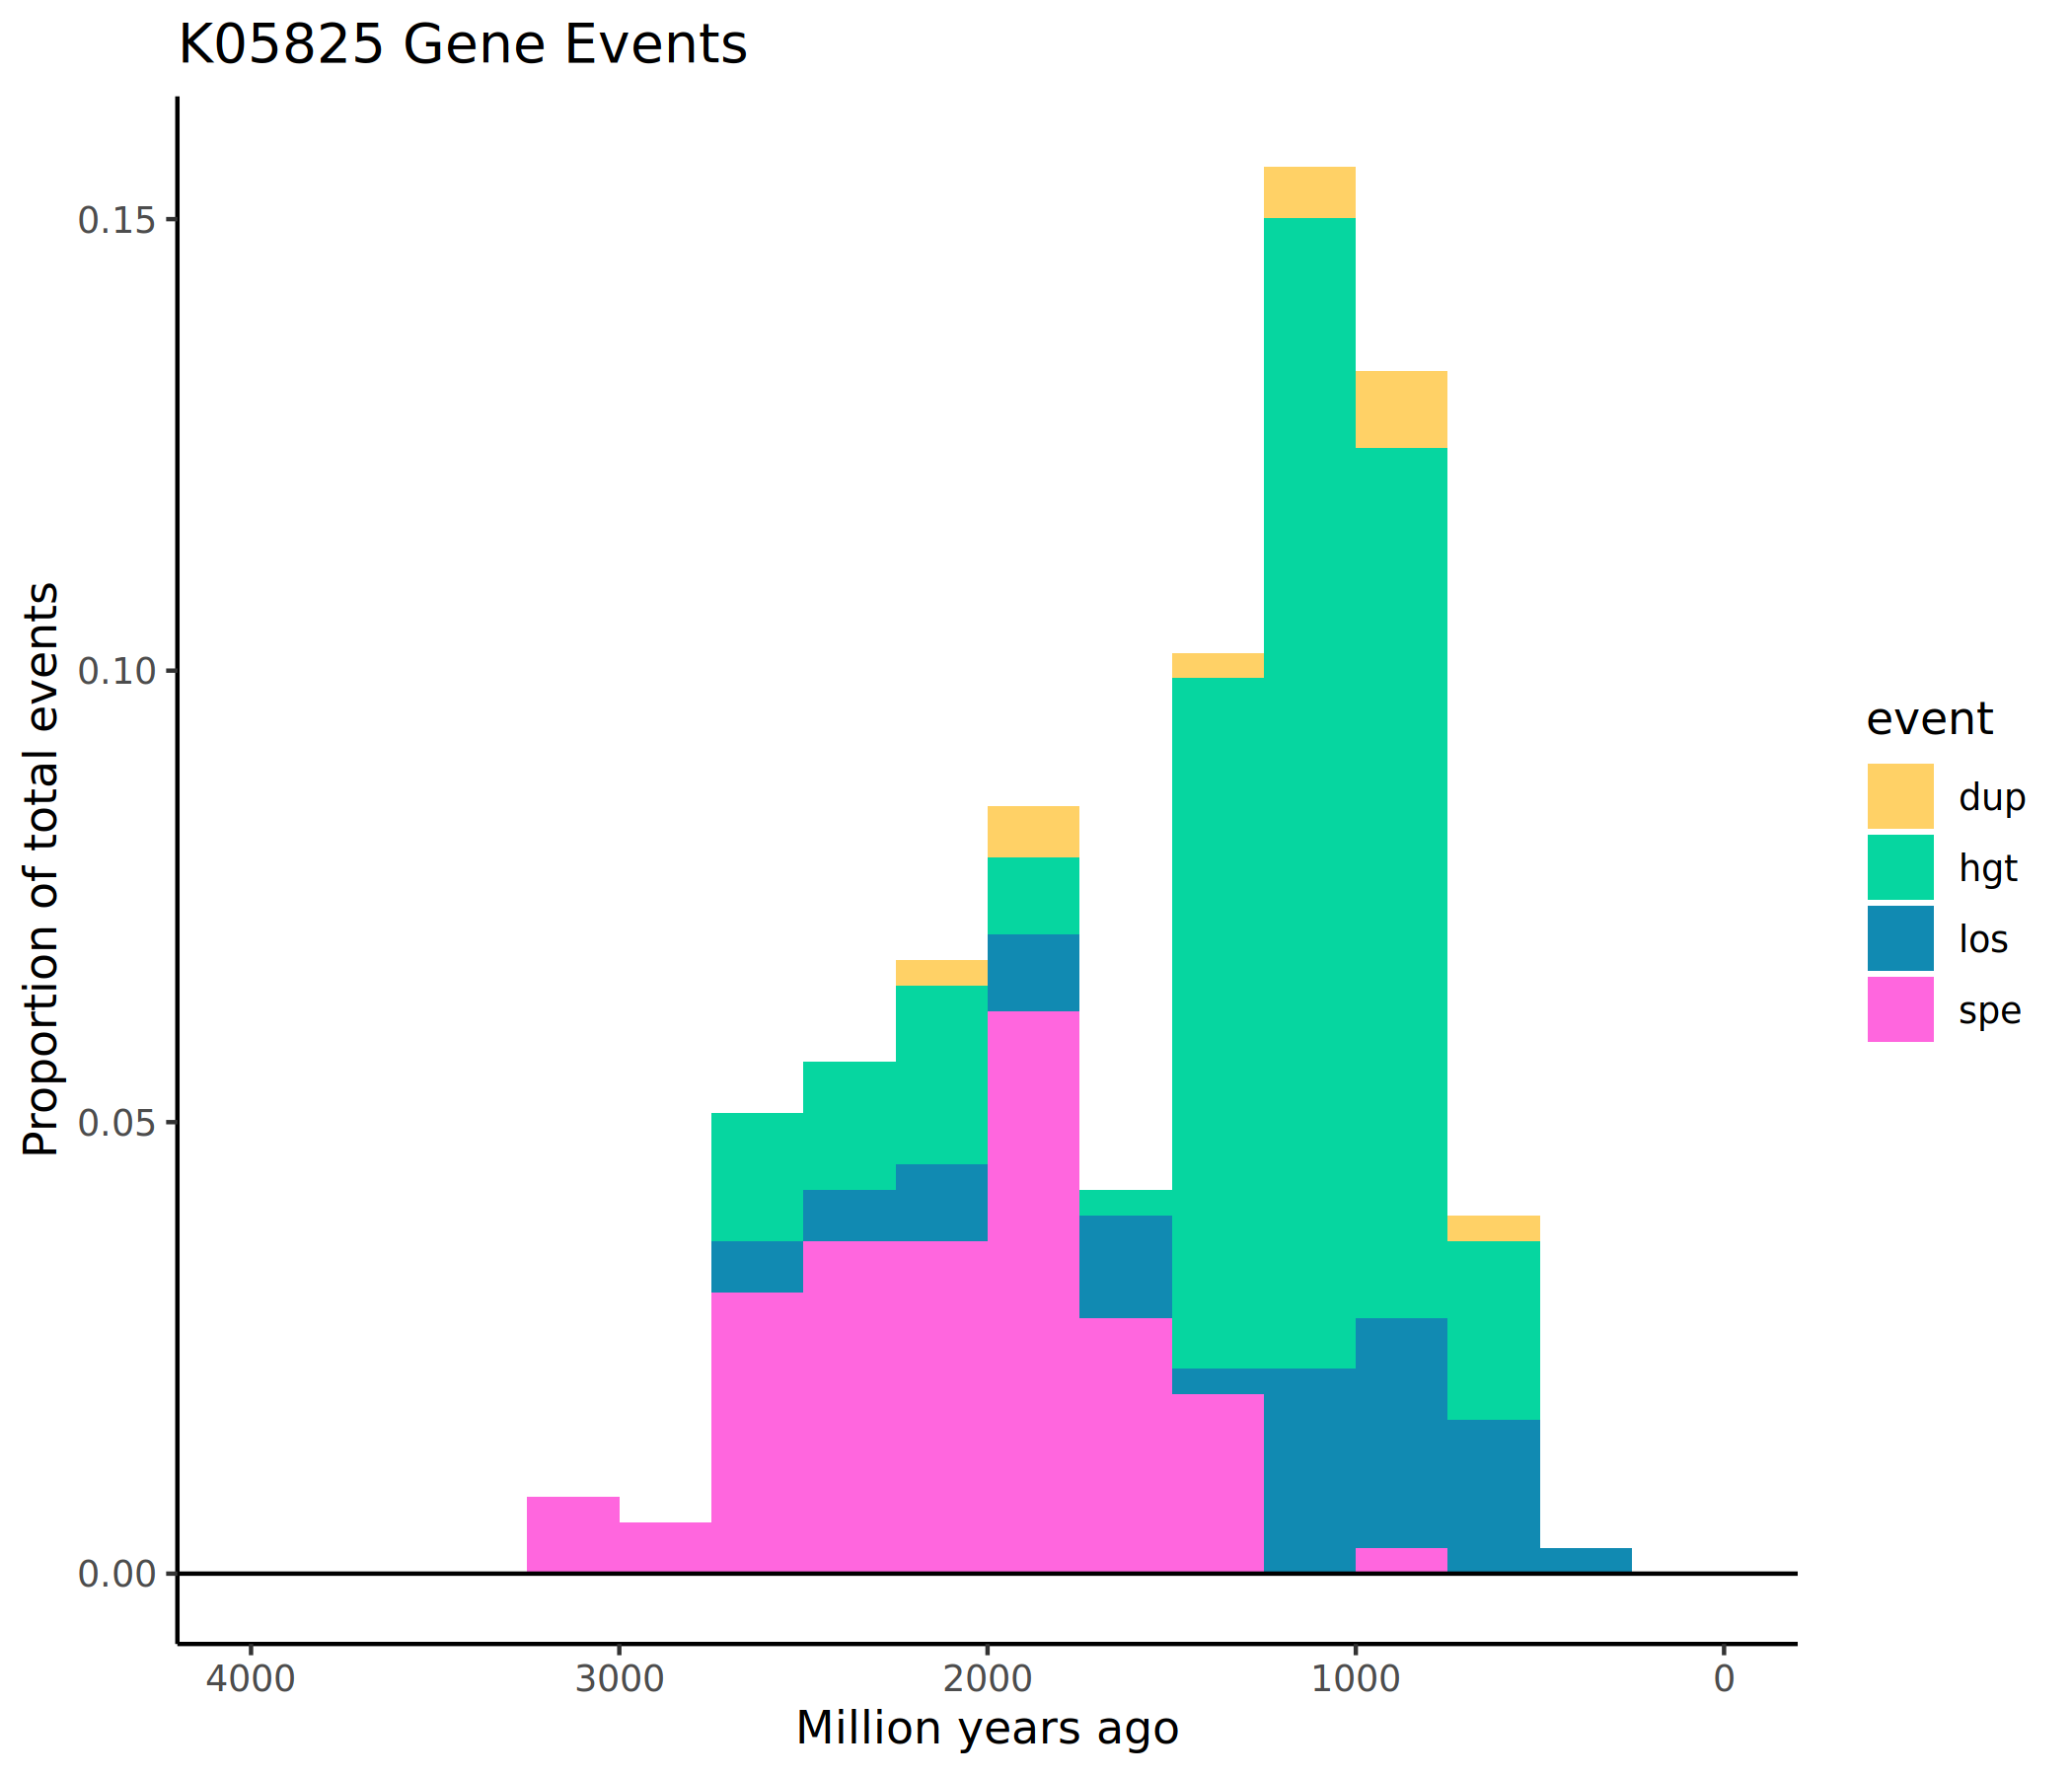 K05825 Gene Events
Proportion of total events
0.15
0.10
0.05
0.00
4000 3000 2000 1000 0
Million years ago
event
dup
hgt
los
spe